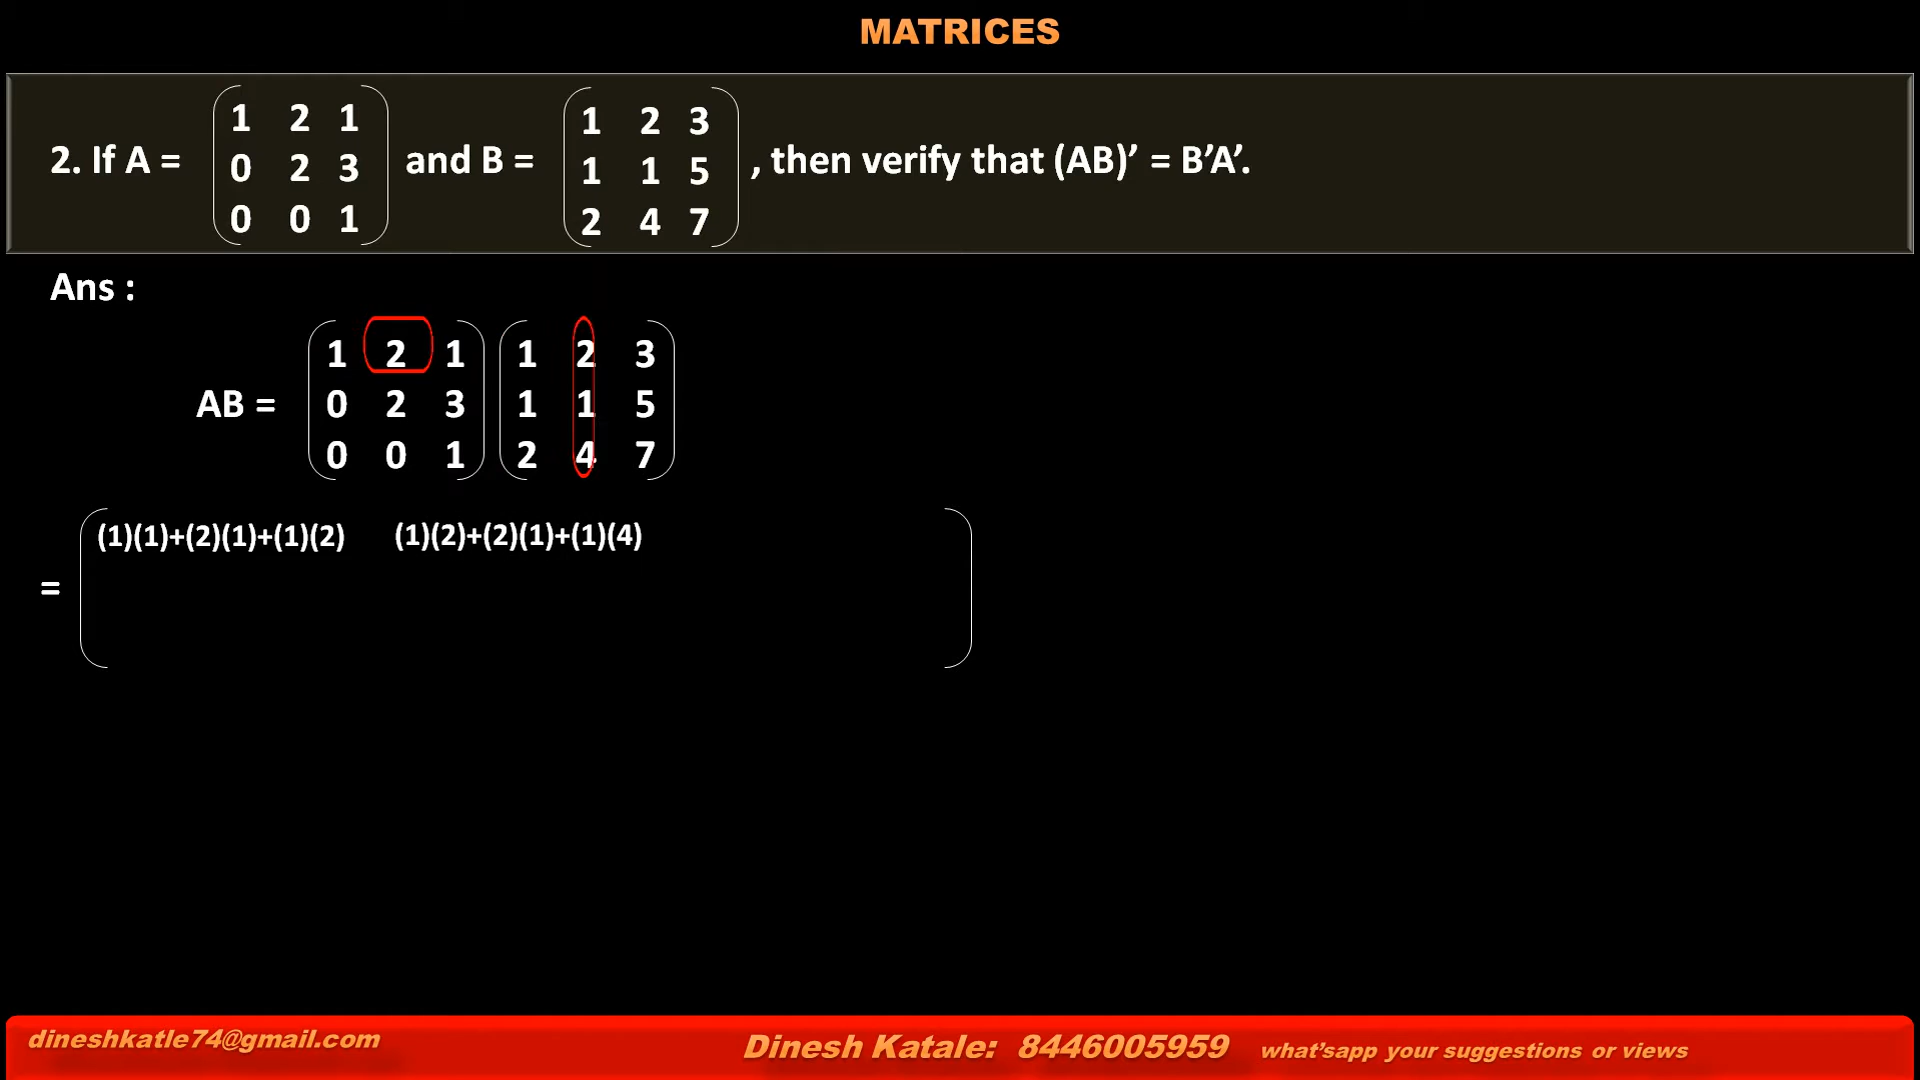 MATRICES
1 2 1 1 2 3
2. If A = 0 2 3 and B = 1 1 5 , then verify that (AB)’ = B’A’.
0 0 1 2 4 7
Ans :
1 2 1 1 2 3
AB = 0 2 3 1 1 5
0 0 1 2 4 7
(1)(1)+(2)(1)+(1)(2) (1)(2)+(2)(1)+(1)(4)
=
dineshkatle74@gmail.com Dinesh Katale: 8446005959 what’sapp your suggestions or views